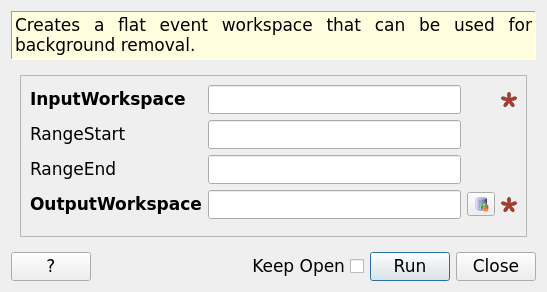 Creates a flat event workspace that can be used for
background removal.
InputWorkspace
RangeStart
RangeEnd
OutputWorkspace
? Keep Open Run Close